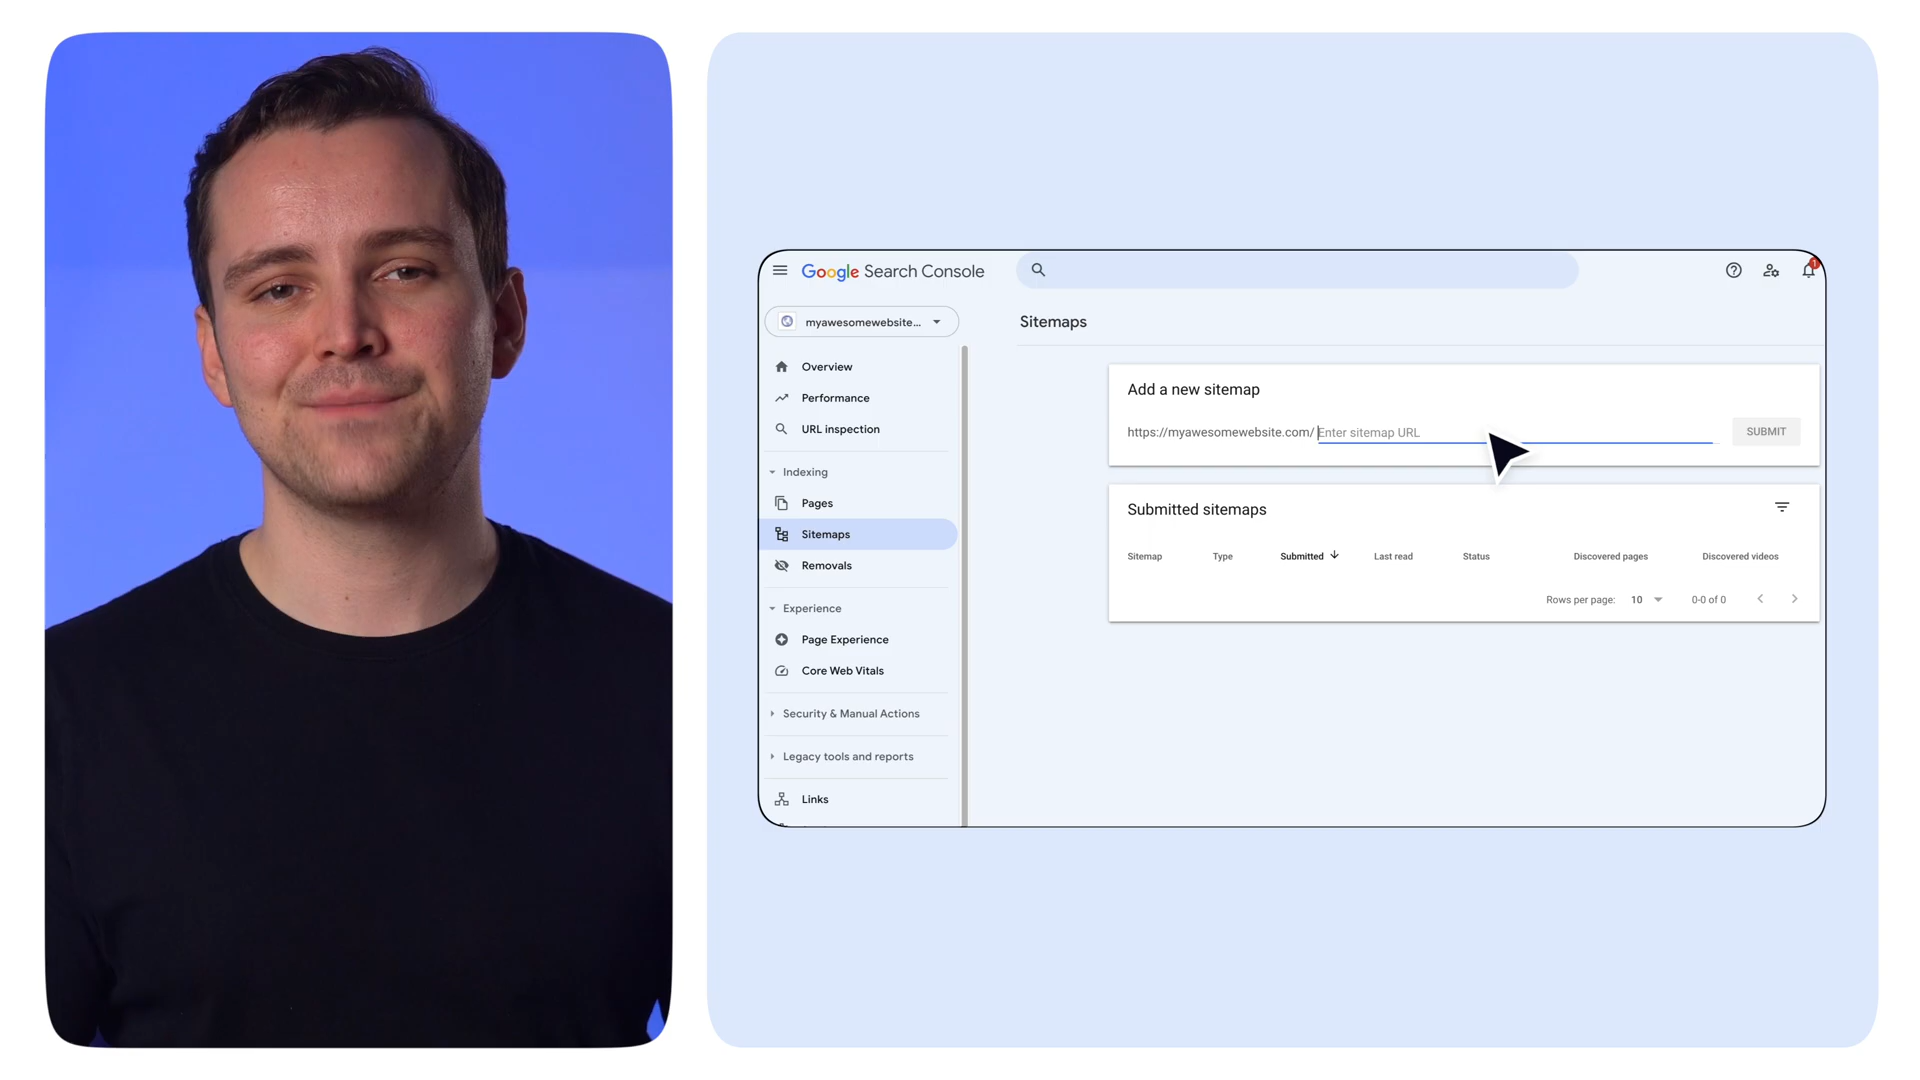 Google Search Console
1
myawesomewebsite...
Overview
Performance
URL inspection
Indexing
Pages
Sitemaps
Removals
Experience
Page Experience
Core Web Vitals
Security & Manual Actions
Legacy tools and reports
Links
Sitemaps
Add a new sitemap
https://myawesomewebsite.com/ Enter sitemap URL
SUBMIT
Submitted sitemaps
Sitemap Type Submitted Last read Status Discovered pages Discovered videos
Rows per page: 10 0-0 of 0